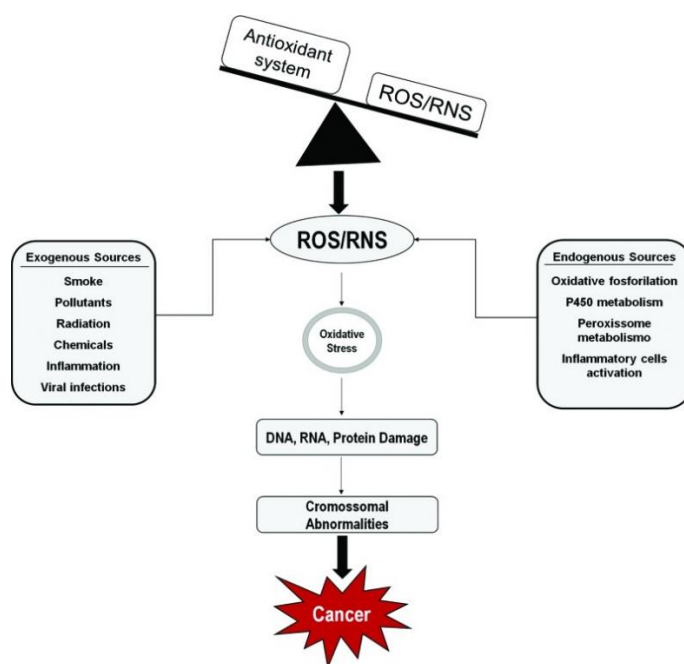 Antioxidant
system
ROS/RNS
ROS/RNS
Exogenous Sources
Smoke
Pollutants
Radiation
Chemicals
Inflammation
Viral infections
Endogenous Sources
Oxidative fosforilation
P450 metabolism
Peroxissome
metabolismo
Inflammatory cells
activation
Oxidative
Stress
DNA, RNA, Protein Damage
Cromossomal
Abnormalities
Cancer